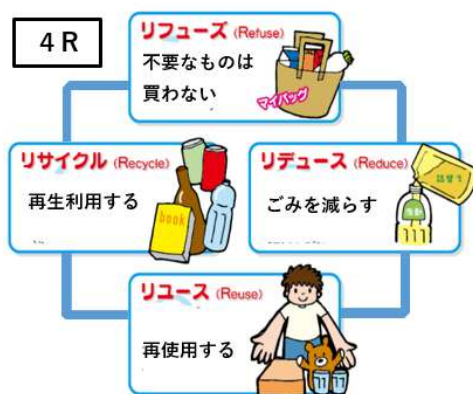 4R
リフューズ (Refuse)
不要なものは
買わない
マイバッグ
リサイクル (Recycle)
再生利用する
book
リデュース (Reduce)
ごみを減らす
詰替え
リユース (Reuse)
再使用する